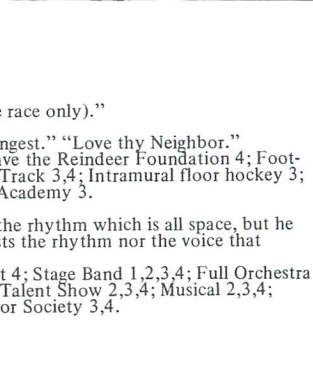 e race only)."
ngest." "Love thy Neighbor."
ve the Reindeer Foundation 4; Foot-
Track 3,4; Intramural floor hockey 3;
Academy 3.
the rhythm which is all space, but he
ts the rhythm nor the voice that
t 4; Stage Band 1,2,3,4; Full Orchestra
Talent Show 2,3,4; Musical 2,3,4;
or Society 3,4.